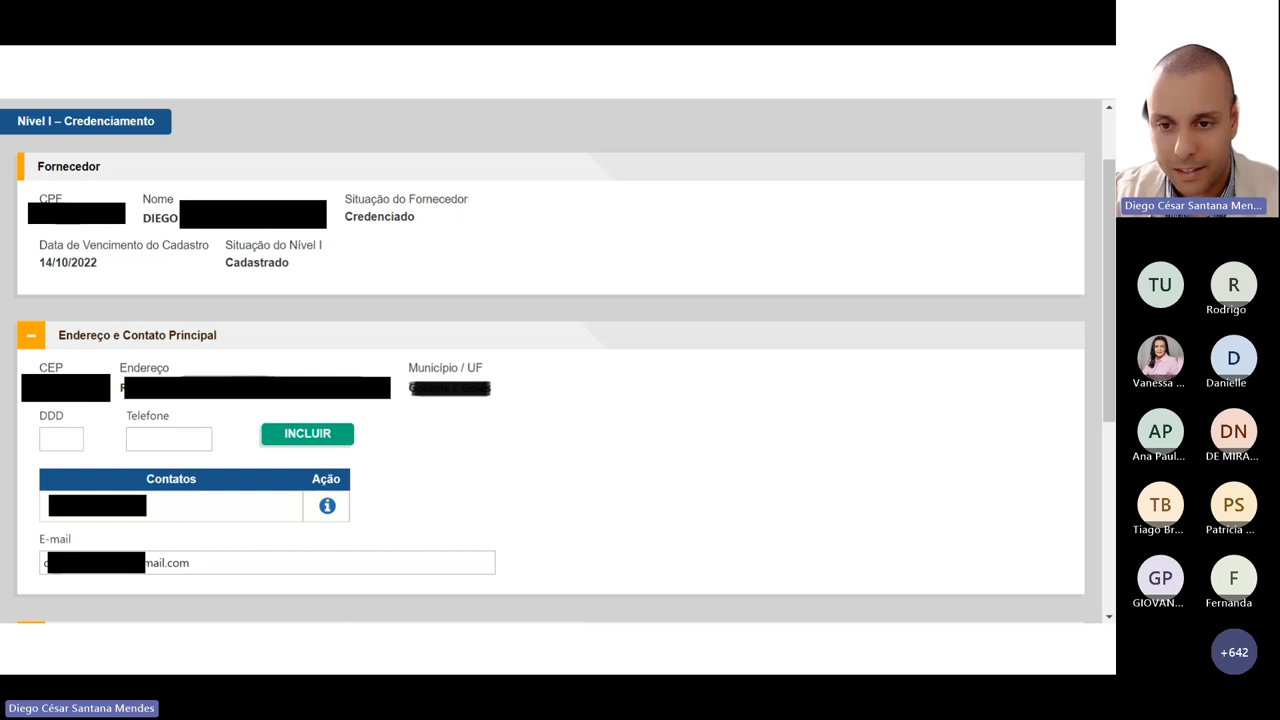 Nível I – Credenciamento
Fornecedor
CPF
Nome
Situação do Fornecedor
DIEGO
Credenciado
Data de Vencimento do Cadastro
Situação do Nível I
14/10/2022
Cadastrado
Endereço e Contato Principal
CEP
Endereço
Município / UF
DDD
Telefone
INCLUIR
Contatos
Ação
E-mail
mail.com
Diego César Santana Men...
TU
R
Rodrigo
Vanessa ...
D
Danielle
AP
Ana Paul...
DN
DE MIRA...
TB
Tiago Br...
PS
Patrícia ...
GP
GIOVAN...
F
Fernanda
+642
Diego César Santana Mendes